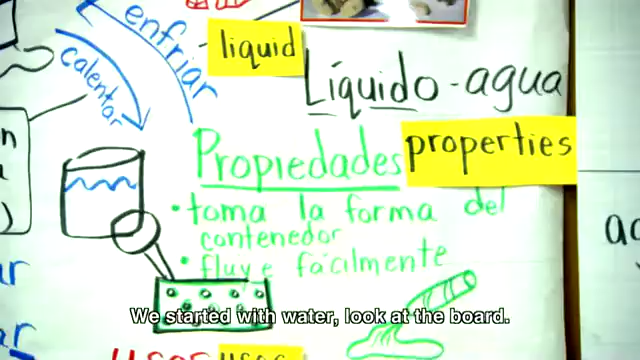 enfriar
calentar
liquid
Líquido - agua
Propiedades
properties
• toma la forma del
contenedor
• fluye fácilmente
We started with water, look at the board.